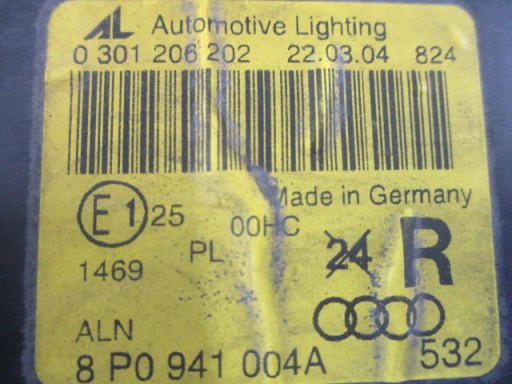 AL Automotive Lighting
0 301 206 202 22.03.04 824
Made in Germany
E1 25 00HC
1469 PL 24 R
ALN
8 P0 941 004A 532